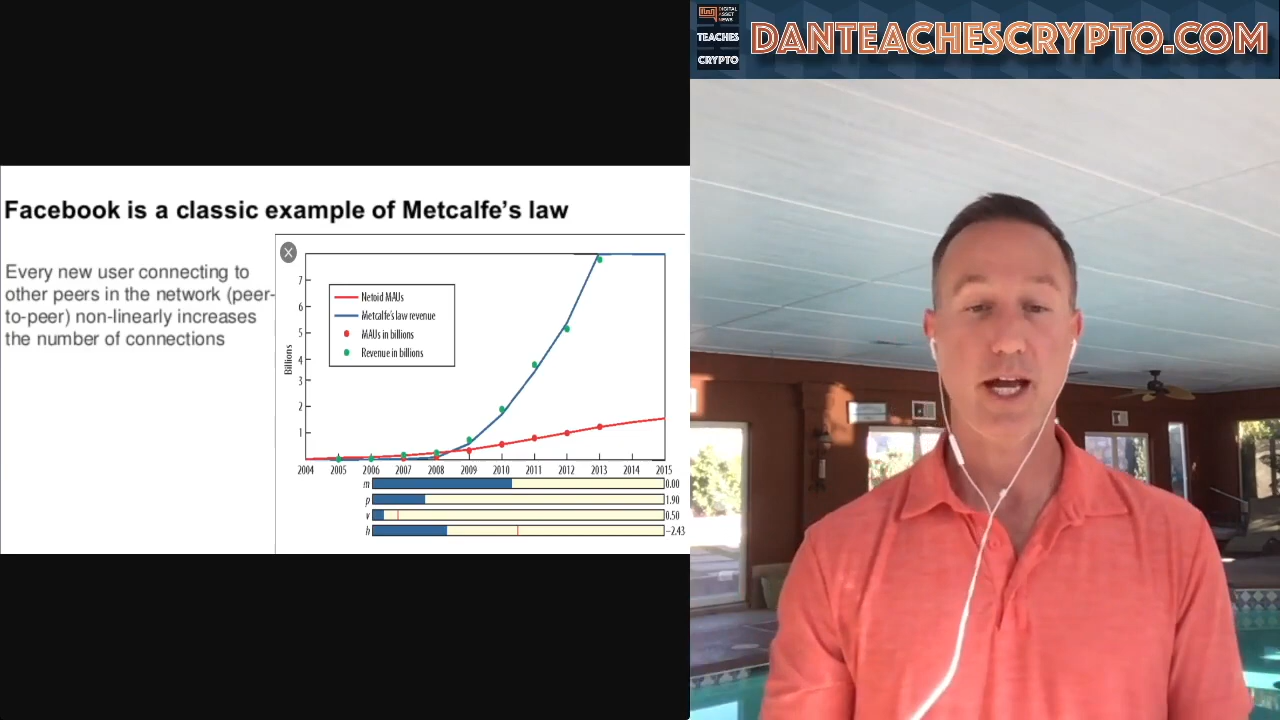 Facebook is a classic example of Metcalfe's law
Every new user connecting to
other peers in the network (peer-
to-peer) non-linearly increases
the number of connections
X
Netoid MAUs
Metcalfe's law revenue
MAUs in billions
Revenue in billions
Billions
7
6
5
4
3
2
1
2004 2005 2006 2007 2008 2009 2010 2011 2012 2013 2014 2015
m 0.00
p 1.90
v 0.50
h −2.43
DIGITAL
ASSET
NEWS
TEACHES
CRYPTO
DANTEACHESCRYPTO.COM